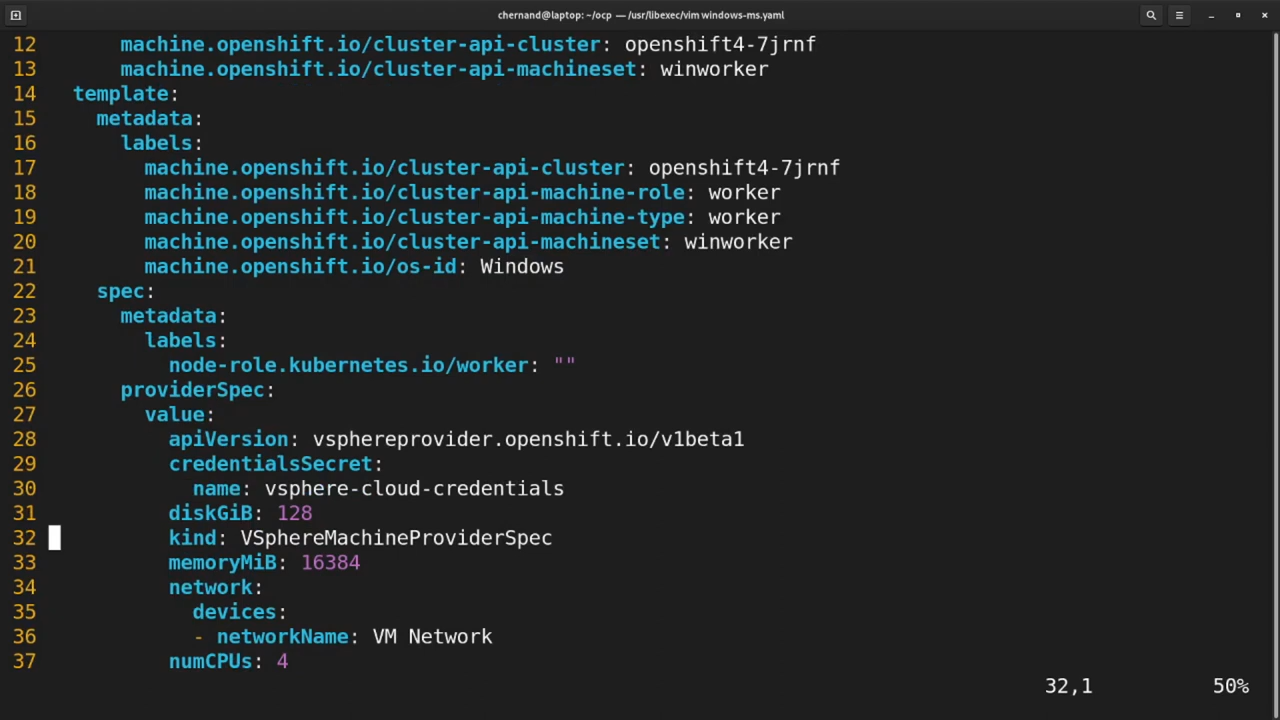 chernand@laptop: ~/ocp — /usr/libexec/vim windows-ms.yaml
12 machine.openshift.io/cluster-api-cluster: openshift4-7jrnf
13 machine.openshift.io/cluster-api-machineset: winworker
14 template:
15 metadata:
16 labels:
17 machine.openshift.io/cluster-api-cluster: openshift4-7jrnf
18 machine.openshift.io/cluster-api-machine-role: worker
19 machine.openshift.io/cluster-api-machine-type: worker
20 machine.openshift.io/cluster-api-machineset: winworker
21 machine.openshift.io/os-id: Windows
22 spec:
23 metadata:
24 labels:
25 node-role.kubernetes.io/worker: ""
26 providerSpec:
27 value:
28 apiVersion: vsphereprovider.openshift.io/v1beta1
29 credentialsSecret:
30 name: vsphere-cloud-credentials
31 diskGiB: 128
32 kind: VSphereMachineProviderSpec
33 memoryMiB: 16384
34 network:
35 devices:
36 - networkName: VM Network
37 numCPUs: 4
32,1 50%